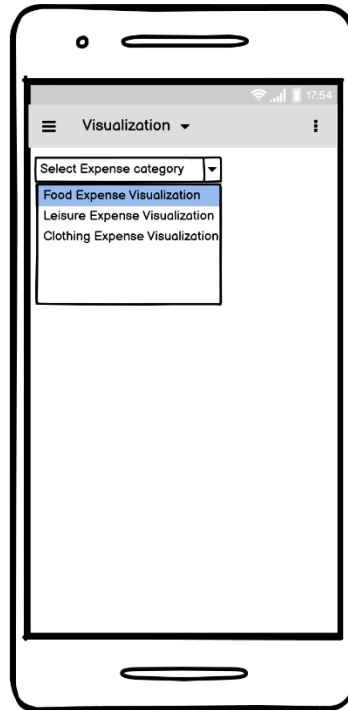 17:54
Visualization
Select Expense category
Food Expense Visualization
Leisure Expense Visualization
Clothing Expense Visualization